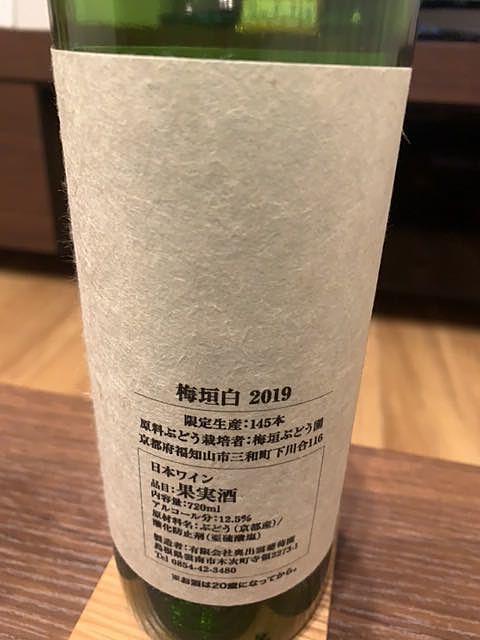 梅垣白 2019
限定生産:145本
原料ぶどう栽培者:梅垣ぶどう園
京都府福知山市三和町下川合116
日本ワイン
品目:果実酒
内容量:720ml
アルコール分:12.5%
原材料名:ぶどう(京都産)/
酸化防止剤(亜硫酸塩)
製造者:有限会社奥出雲葡萄園
島根県雲南市木次町寺領2273-1
Tel 0854-42-3480
※お酒は20歳になってから。